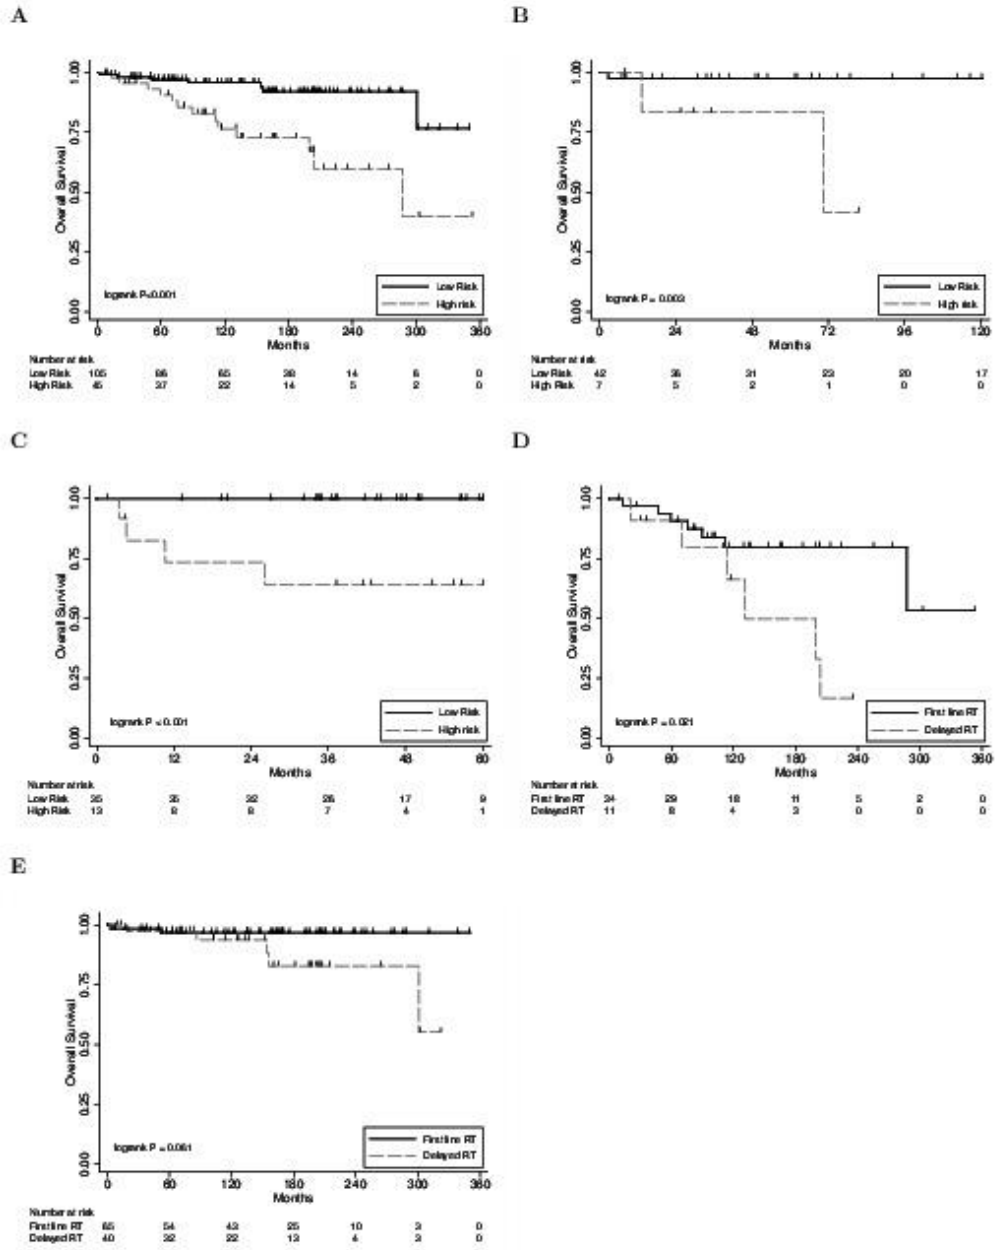 A
1.00
0.75
0.50
0.25
0.00
Overall Survival
logrank P<0.001
Low Risk
High risk
0 60 120 180 240 300 360
Months
Number at risk
Low Risk 105 86 65 38 14 6 0
High Risk 45 37 22 14 5 2 0
B
1.00
0.75
0.50
0.25
0.00
Overall Survival
logrank P = 0.003
Low Risk
High risk
0 24 48 72 96 120
Months
Number at risk
Low Risk 42 36 31 23 20 17
High Risk 7 5 2 1 0 0
C
1.00
0.75
0.50
0.25
0.00
Overall Survival
logrank P < 0.001
Low Risk
High risk
0 12 24 36 48 60
Months
Number at risk
Low Risk 35 35 32 26 17 9
High Risk 13 8 8 7 4 1
D
1.00
0.75
0.50
0.25
0.00
Overall Survival
logrank P = 0.021
First line RT
Delayed RT
0 60 120 180 240 300 360
Months
Number at risk
First line RT 34 29 18 11 5 2 0
Delayed RT 11 8 4 3 0 0 0
E
1.00
0.75
0.50
0.25
0.00
Overall Survival
logrank P = 0.061
First line RT
Delayed RT
0 60 120 180 240 300 360
Months
Number at risk
First line RT 65 54 43 25 10 3 0
Delayed RT 40 32 22 13 4 3 0